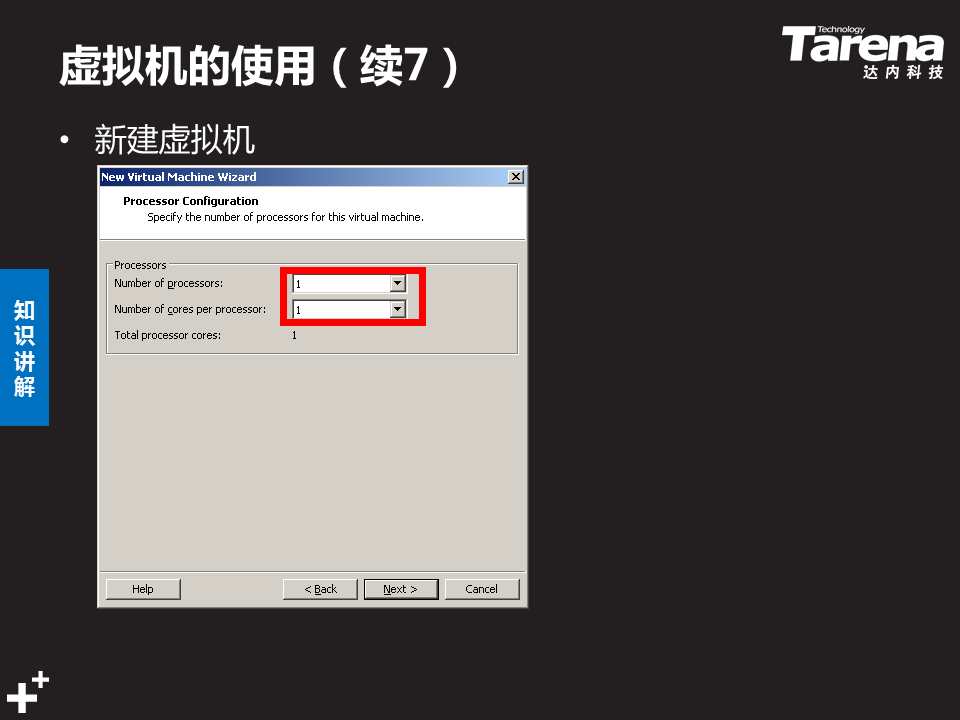 虚拟机的使用（续7）
Technology
Tarena
达内科技
• 新建虚拟机
New Virtual Machine Wizard
Processor Configuration
Specify the number of processors for this virtual machine.
Processors
Number of processors: 1
Number of cores per processor: 1
Total processor cores: 1
知
识
讲
解
Help < Back Next > Cancel